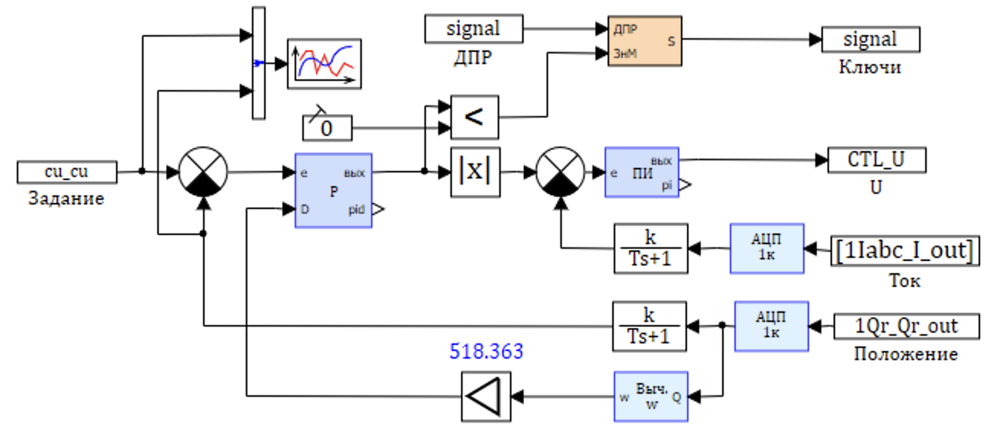 signal
ДПР
ДПР
ЗнМ
S
signal
Ключи
0
<
cu_cu
Задание
e
вых
P
D
pid
|X|
e
ПИ
вых
pi
CTL_U
U
k
Ts+1
АЦП
1к
[1Iabc_I_out]
Ток
k
Ts+1
АЦП
1к
1Qr_Qr_out
Положение
518.363
w
Выч.
w
Q